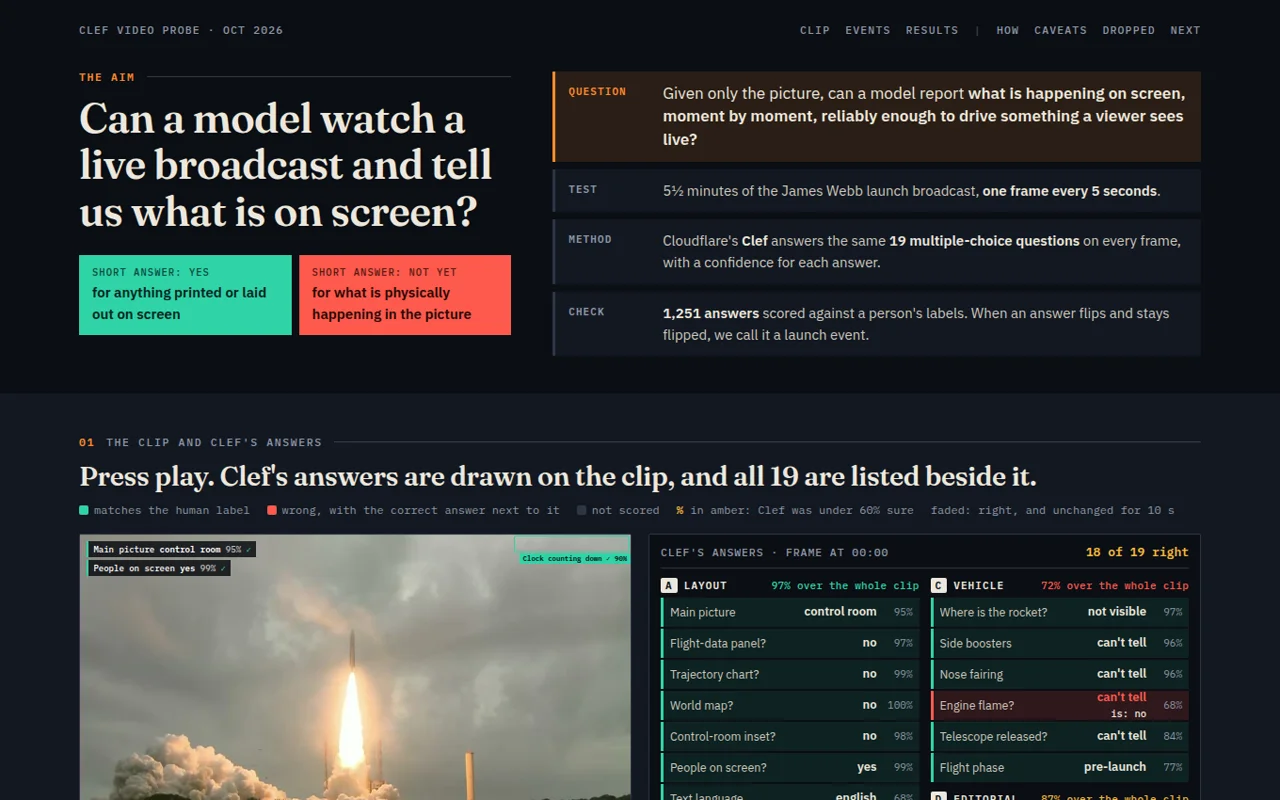 CLEF VIDEO PROBE · OCT 2026
CLIP EVENTS RESULTS | HOW CAVEATS DROPPED NEXT
THE AIM
Can a model watch a
live broadcast and tell
us what is on screen?
SHORT ANSWER: YES
for anything printed or laid
out on screen
SHORT ANSWER: NOT YET
for what is physically
happening in the picture
QUESTION
Given only the picture, can a model report what is happening on screen,
moment by moment, reliably enough to drive something a viewer sees
live?
TEST
5½ minutes of the James Webb launch broadcast, one frame every 5 seconds.
METHOD
Cloudflare's Clef answers the same 19 multiple-choice questions on every frame,
with a confidence for each answer.
CHECK
1,251 answers scored against a person's labels. When an answer flips and stays
flipped, we call it a launch event.
01 THE CLIP AND CLEF'S ANSWERS
Press play. Clef's answers are drawn on the clip, and all 19 are listed beside it.
matches the human label wrong, with the correct answer next to it not scored % in amber: Clef was under 60% sure faded: right, and unchanged for 10 s
Main picture control room 95% ✓
People on screen yes 99% ✓
Clock counting down ✓ 90%
CLEF'S ANSWERS · FRAME AT 00:00 18 of 19 right
A LAYOUT 97% over the whole clip
Main picture control room 95%
Flight-data panel? no 97%
Trajectory chart? no 99%
World map? no 100%
Control-room inset? no 98%
People on screen? yes 99%
Text language english 68%
C VEHICLE 72% over the whole clip
Where is the rocket? not visible 97%
Side boosters can't tell 96%
Nose fairing can't tell 96%
Engine flame? can't tell 68%
is: no
Telescope released? can't tell 84%
Flight phase pre-launch 77%
D EDITORIAL 87% over the whole clip